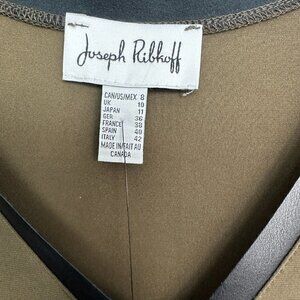 Joseph Ribkoff
CAN/US/MEX 8
UK 10
JAPAN 11
GER 36
FRANCE 38
SPAIN 40
ITALY 42
MADE IN/FAIT AU
CANADA